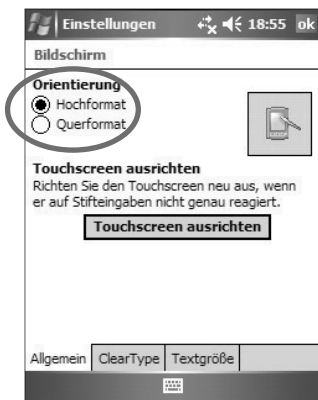 Einstellungen 18:55 ok
Bildschirm
Orientierung
Hochformat
Querformat
Touchscreen ausrichten
Richten Sie den Touchscreen neu aus, wenn
er auf Stifteingaben nicht genau reagiert.
Touchscreen ausrichten
Allgemein ClearType Textgröße